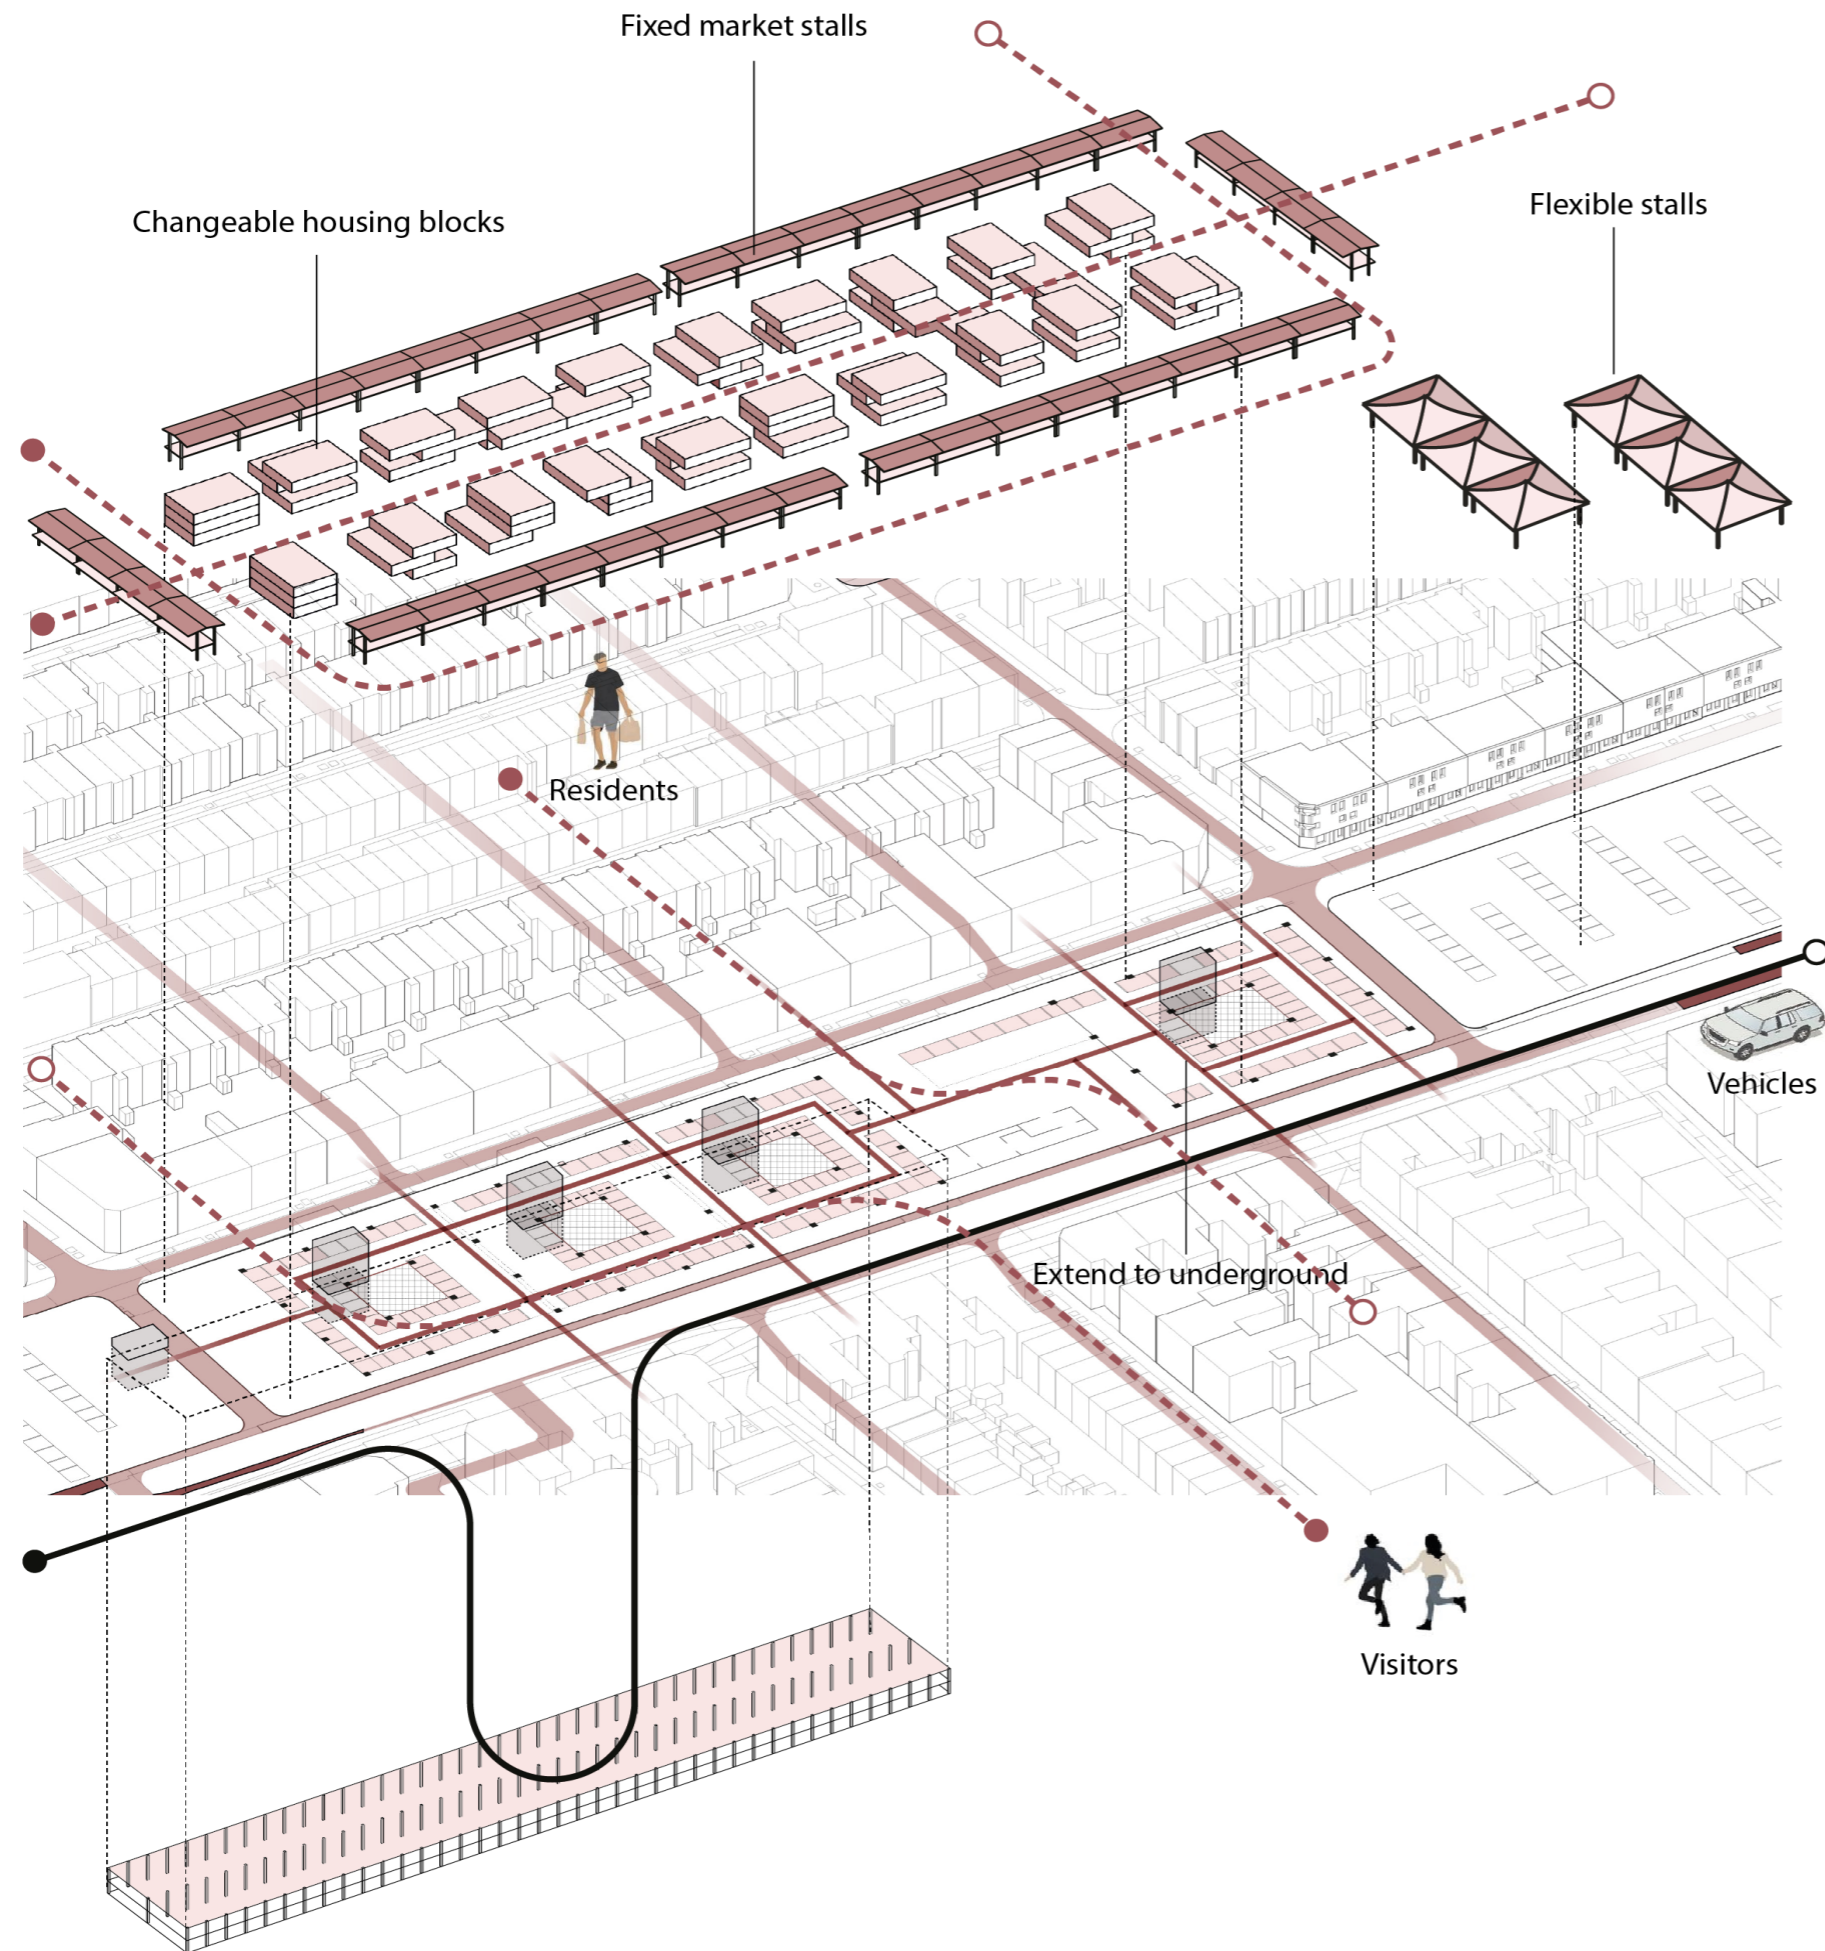 Fixed market stalls
Changeable housing blocks
Flexible stalls
Residents
Vehicles
Extend to underground
Visitors